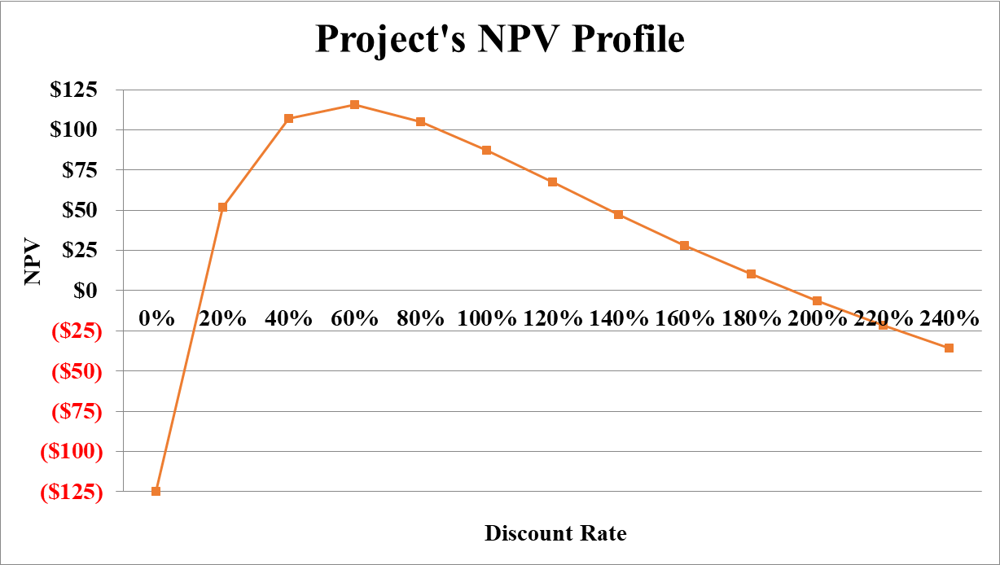 Project's NPV Profile
$125
$100
$75
$50
$25
$0
($25)
($50)
($75)
($100)
($125)
NPV
0% 20% 40% 60% 80% 100% 120% 140% 160% 180% 200% 220% 240%
Discount Rate